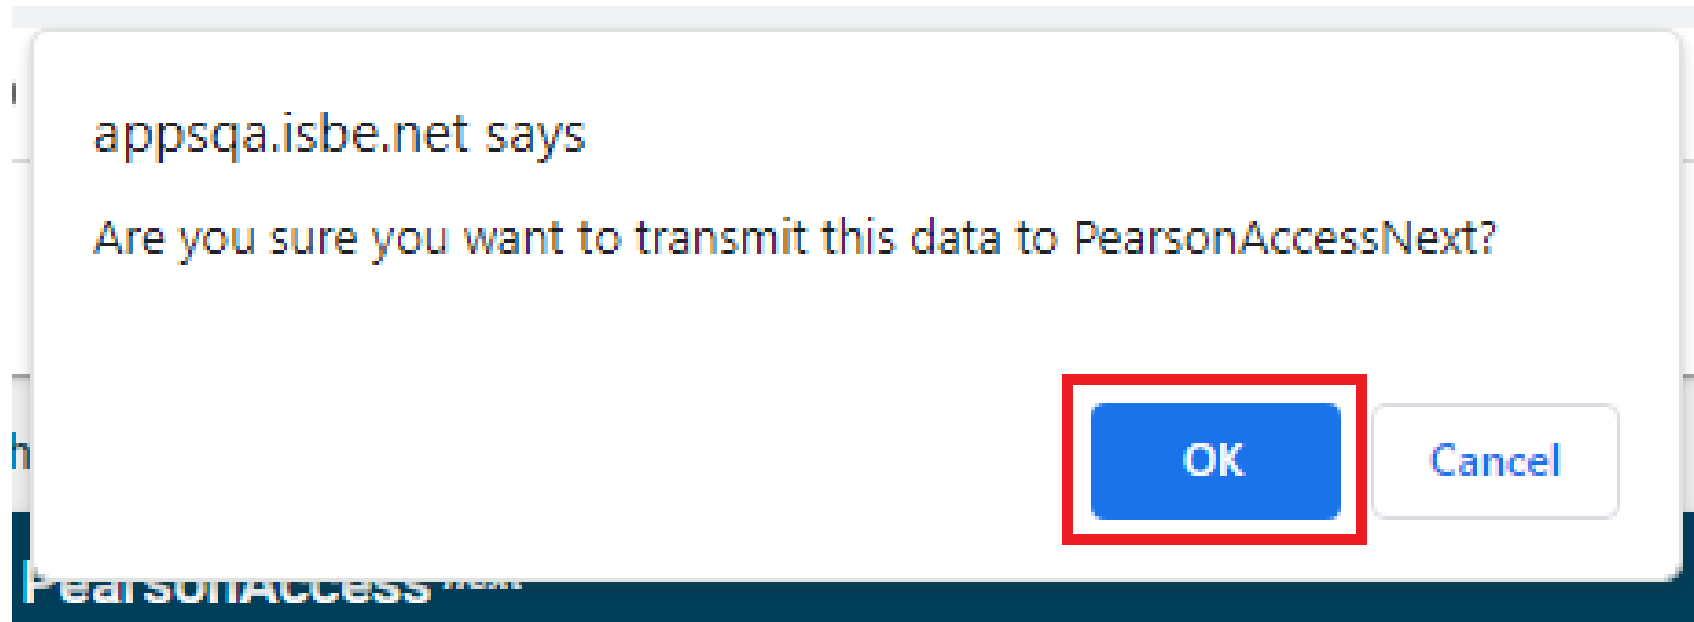 appsqa.isbe.net says
Are you sure you want to transmit this data to PearsonAccessNext?
OK
Cancel
PearsonAccess